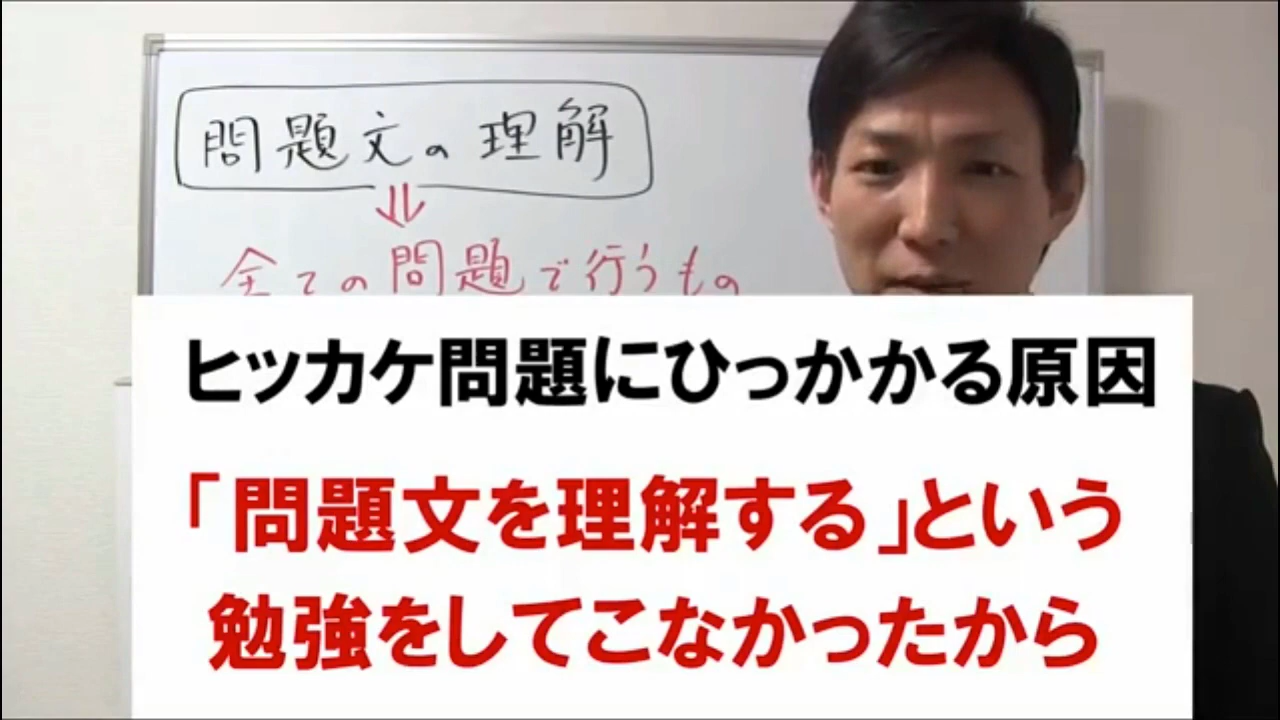 問題文の理解
全ての問題で行うもの
ヒッカケ問題にひっかかる原因
「問題文を理解する」という
勉強をしてこなかったから